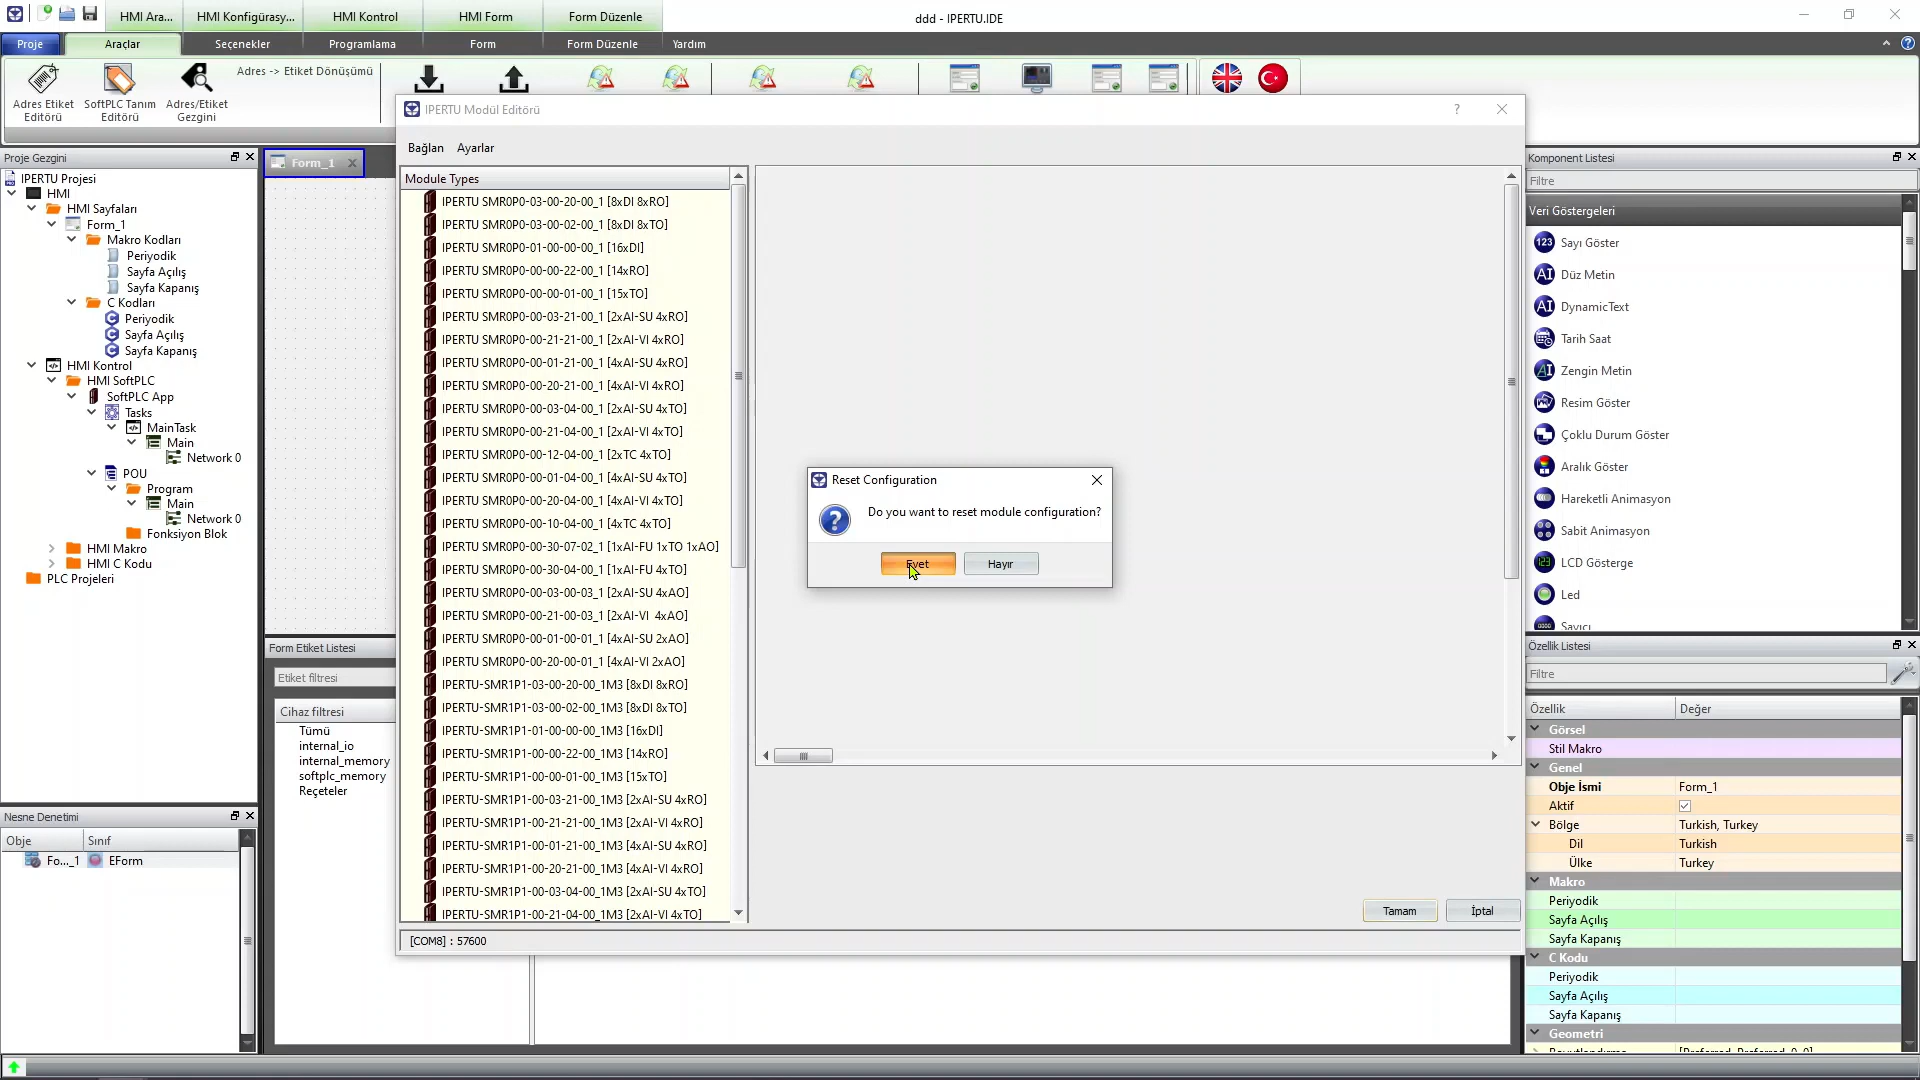 HMI Ara...
HMI Konfigürasy...
HMI Kontrol
HMI Form
Form Düzenle
ddd - IPERTU.IDE
Proje
Araçlar
Seçenekler
Programlama
Form
Form Düzenle
Yardım
Adres Etiket Editörü
SoftPLC Tanım Editörü
Adres/Etiket Gezgini
Adres -> Etiket Dönüşümü
Proje Gezgini
IPERTU Projesi
HMI
HMI Sayfaları
Form_1
Makro Kodları
Periyodik
Sayfa Açılış
Sayfa Kapanış
C Kodları
Periyodik
Sayfa Açılış
Sayfa Kapanış
HMI Kontrol
HMI SoftPLC
SoftPLC App
Tasks
MainTask
Main
Network 0
POU
Program
Main
Network 0
Fonksiyon Blok
HMI Makro
HMI C Kodu
PLC Projeleri
Nesne Denetimi
Obje
Sınıf
Fo..._1
EForm
Form_1
Form Etiket Listesi
Etiket filtresi
Cihaz filtresi
Tümü
internal_io
internal_memory
softplc_memory
Reçeteler
IPERTU Modül Editörü
?
Bağlan
Ayarlar
Module Types
IPERTU SMR0P0-03-00-20-00_1 [8xDI 8xRO]
IPERTU SMR0P0-03-00-02-00_1 [8xDI 8xTO]
IPERTU SMR0P0-01-00-00-00_1 [16xDI]
IPERTU SMR0P0-00-00-22-00_1 [14xRO]
IPERTU SMR0P0-00-00-01-00_1 [15xTO]
IPERTU SMR0P0-00-03-21-00_1 [2xAI-SU 4xRO]
IPERTU SMR0P0-00-21-21-00_1 [2xAI-VI 4xRO]
IPERTU SMR0P0-00-01-21-00_1 [4xAI-SU 4xRO]
IPERTU SMR0P0-00-20-21-00_1 [4xAI-VI 4xRO]
IPERTU SMR0P0-00-03-04-00_1 [2xAI-SU 4xTO]
IPERTU SMR0P0-00-21-04-00_1 [2xAI-VI 4xTO]
IPERTU SMR0P0-00-12-04-00_1 [2xTC 4xTO]
IPERTU SMR0P0-00-01-04-00_1 [4xAI-SU 4xTO]
IPERTU SMR0P0-00-20-04-00_1 [4xAI-VI 4xTO]
IPERTU SMR0P0-00-10-04-00_1 [4xTC 4xTO]
IPERTU SMR0P0-00-30-07-02_1 [1xAI-FU 1xTO 1xAO]
IPERTU SMR0P0-00-30-04-00_1 [1xAI-FU 4xTO]
IPERTU SMR0P0-00-03-00-03_1 [2xAI-SU 4xAO]
IPERTU SMR0P0-00-21-00-03_1 [2xAI-VI 4xAO]
IPERTU SMR0P0-00-01-00-01_1 [4xAI-SU 2xAO]
IPERTU SMR0P0-00-20-00-01_1 [4xAI-VI 2xAO]
IPERTU-SMR1P1-03-00-20-00_1M3 [8xDI 8xRO]
IPERTU-SMR1P1-03-00-02-00_1M3 [8xDI 8xTO]
IPERTU-SMR1P1-01-00-00-00_1M3 [16xDI]
IPERTU-SMR1P1-00-00-22-00_1M3 [14xRO]
IPERTU-SMR1P1-00-00-01-00_1M3 [15xTO]
IPERTU-SMR1P1-00-03-21-00_1M3 [2xAI-SU 4xRO]
IPERTU-SMR1P1-00-21-21-00_1M3 [2xAI-VI 4xRO]
IPERTU-SMR1P1-00-01-21-00_1M3 [4xAI-SU 4xRO]
IPERTU-SMR1P1-00-20-21-00_1M3 [4xAI-VI 4xRO]
IPERTU-SMR1P1-00-03-04-00_1M3 [2xAI-SU 4xTO]
IPERTU-SMR1P1-00-21-04-00_1M3 [2xAI-VI 4xTO]
Reset Configuration
Do you want to reset module configuration?
Evet
Hayır
Tamam
İptal
[COM8] : 57600
Komponent Listesi
Filtre
Veri Göstergeleri
Sayı Göster
Düz Metin
DynamicText
Tarih Saat
Zengin Metin
Resim Göster
Çoklu Durum Göster
Aralık Göster
Hareketli Animasyon
Sabit Animasyon
LCD Gösterge
Led
Sayıcı
Özellik Listesi
Filtre
Özellik
Değer
Görsel
Stil Makro
Genel
Obje İsmi
Form_1
Aktif
Bölge
Turkish, Turkey
Dil
Turkish
Ülke
Turkey
Makro
Periyodik
Sayfa Açılış
Sayfa Kapanış
C Kodu
Periyodik
Sayfa Açılış
Sayfa Kapanış
Geometri